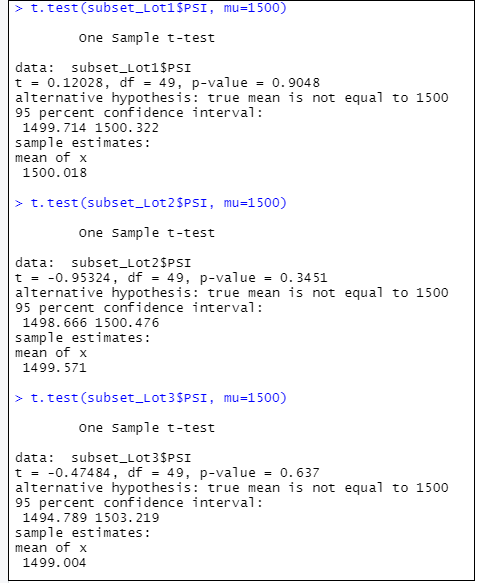 > t.test(subset_Lot1$PSI, mu=1500)
One Sample t-test
data: subset_Lot1$PSI
t = 0.12028, df = 49, p-value = 0.9048
alternative hypothesis: true mean is not equal to 1500
95 percent confidence interval:
1499.714 1500.322
sample estimates:
mean of x
1500.018
> t.test(subset_Lot2$PSI, mu=1500)
One Sample t-test
data: subset_Lot2$PSI
t = -0.95324, df = 49, p-value = 0.3451
alternative hypothesis: true mean is not equal to 1500
95 percent confidence interval:
1498.666 1500.476
sample estimates:
mean of x
1499.571
> t.test(subset_Lot3$PSI, mu=1500)
One Sample t-test
data: subset_Lot3$PSI
t = -0.47484, df = 49, p-value = 0.637
alternative hypothesis: true mean is not equal to 1500
95 percent confidence interval:
1494.789 1503.219
sample estimates:
mean of x
1499.004